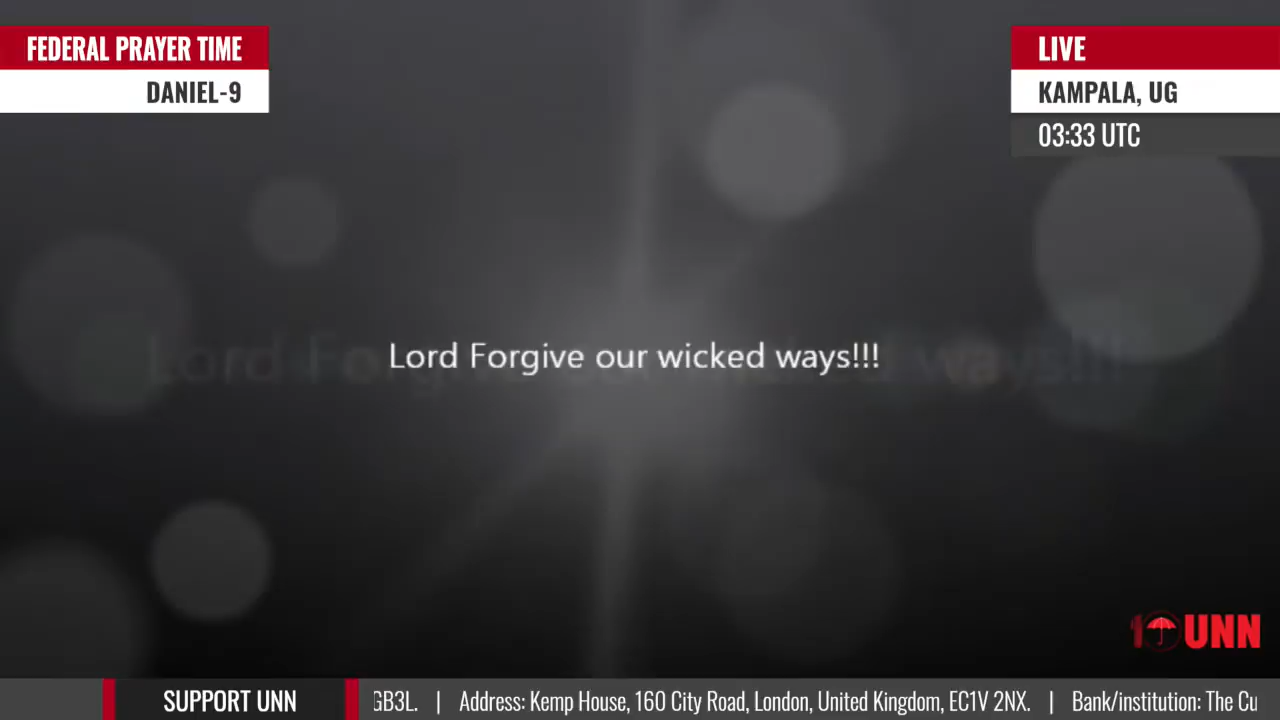 FEDERAL PRAYER TIME
DANIEL-9
LIVE
KAMPALA, UG
03:33 UTC
Lord Forgive our wicked ways!!!
UNN
SUPPORT UNN
GB3L. | Address: Kemp House, 160 City Road, London, United Kingdom, EC1V 2NX. | Bank/institution: The Cu